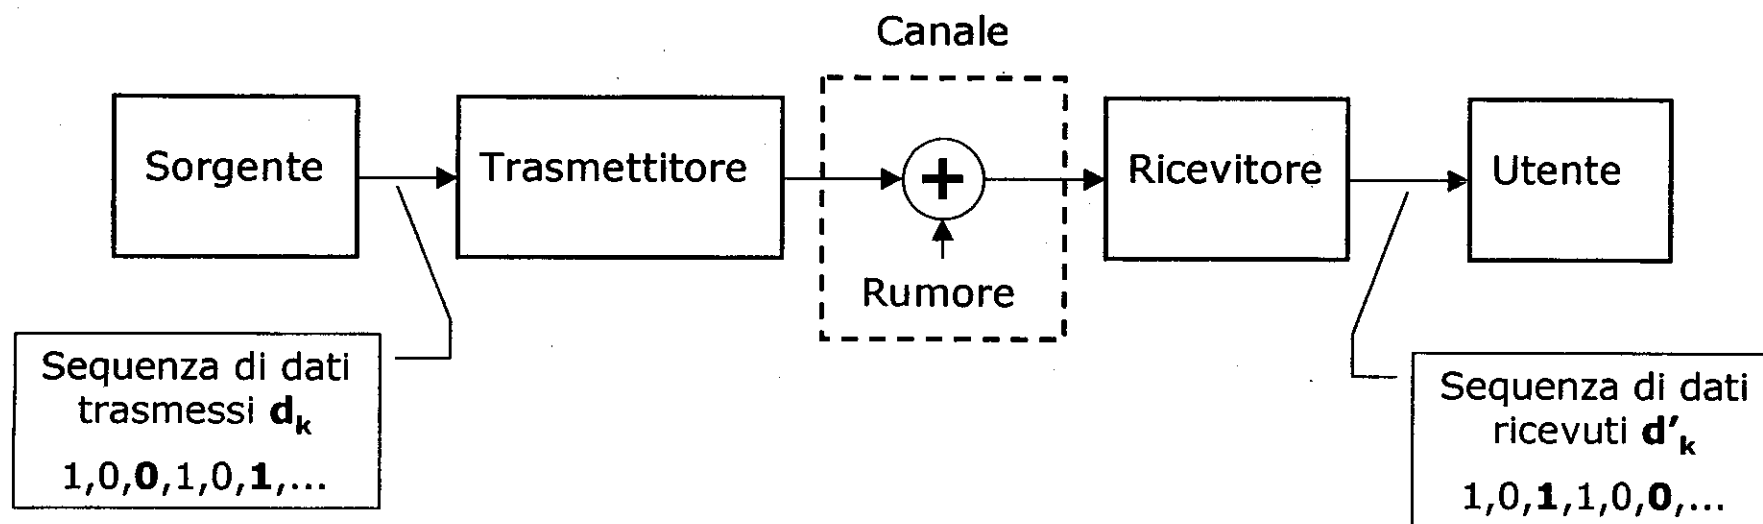 Canale
Sorgente
Trasmettitore
+
Ricevitore
Utente
Rumore
Sequenza di dati
trasmessi dk
1,0,0,1,0,1,...
Sequenza di dati
ricevuti d'k
1,0,1,1,0,0,...